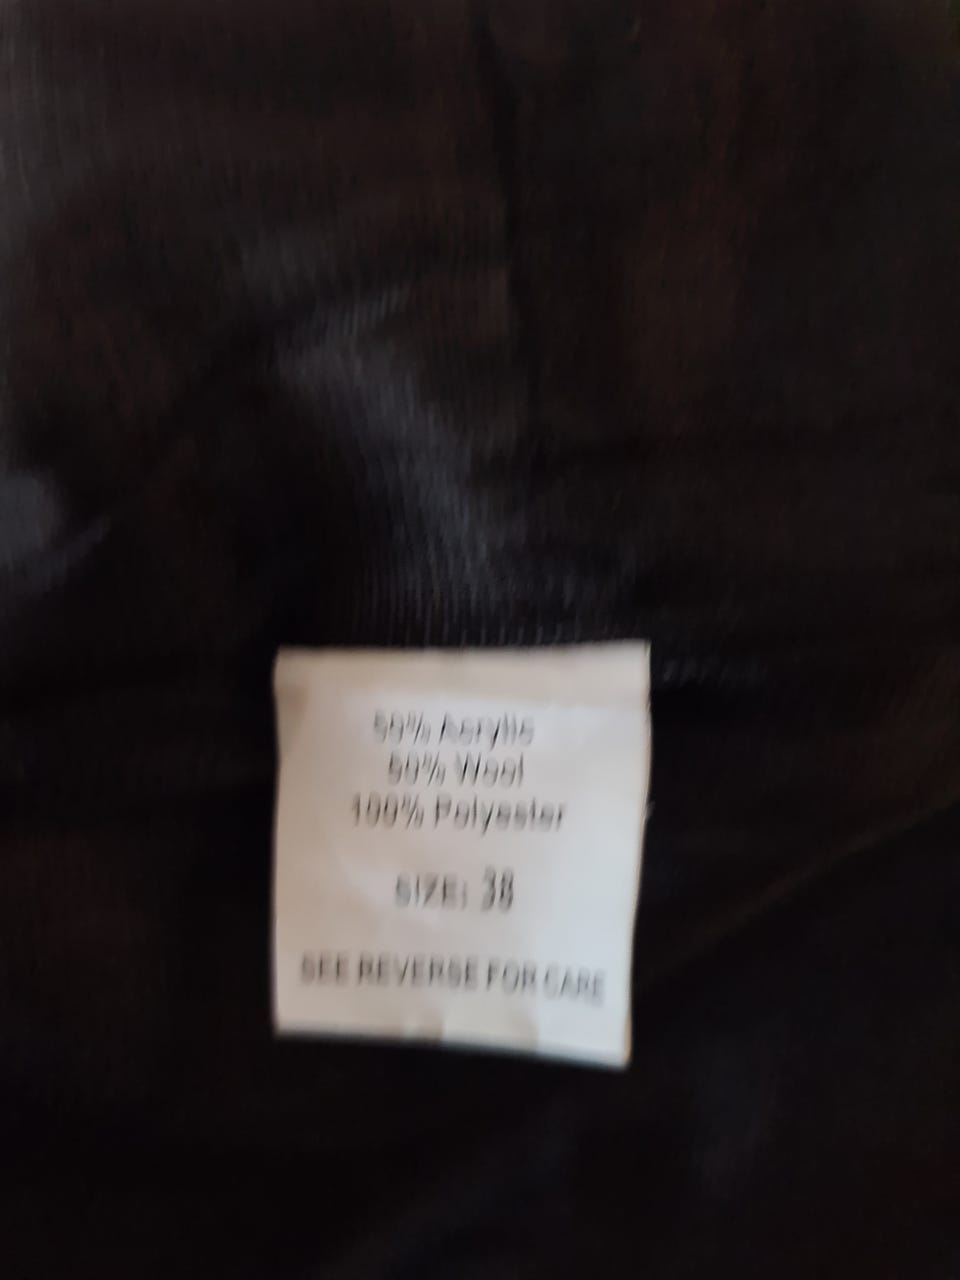 50% Acrylic
50% Wool
100% Polyester
SIZE: 38
SEE REVERSE FOR CARE